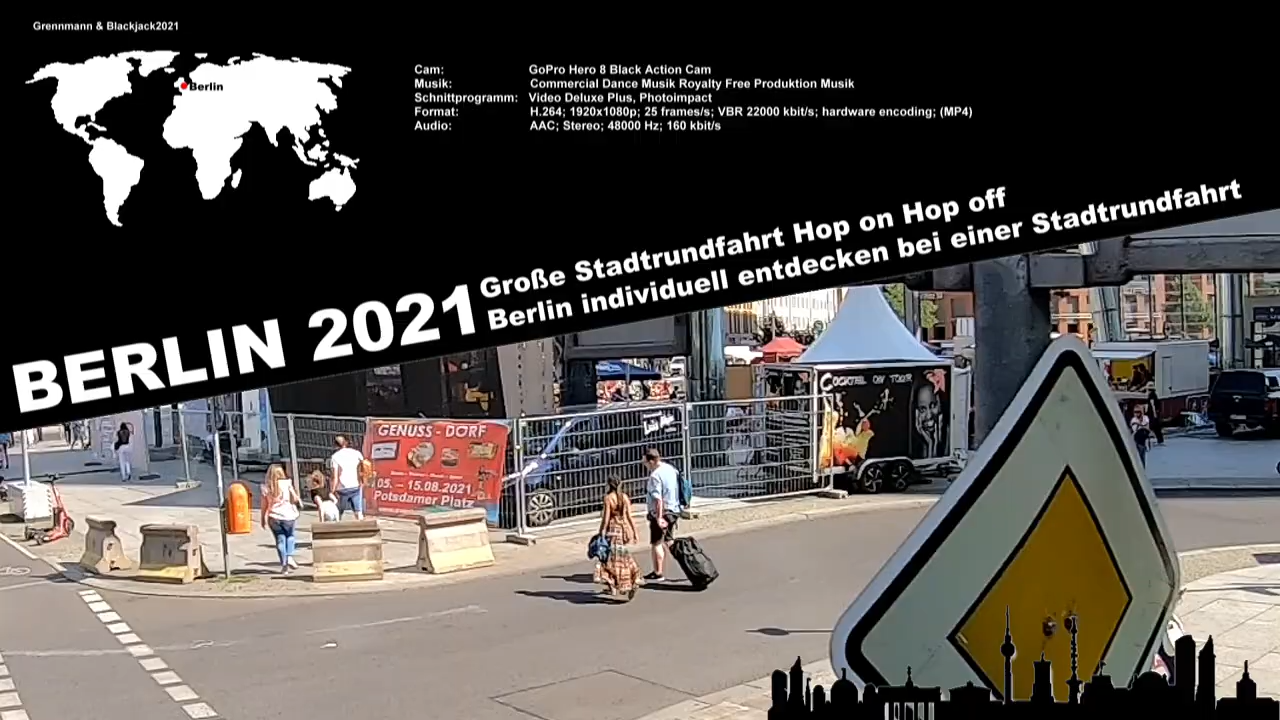 Grennmann & Blackjack2021
Berlin
Cam: GoPro Hero 8 Black Action Cam
Musik: Commercial Dance Musik Royalty Free Produktion Musik
Schnittprogramm: Video Deluxe Plus, Photoimpact
Format: H.264; 1920x1080p; 25 frames/s; VBR 22000 kbit/s; hardware encoding; (MP4)
Audio: AAC; Stereo; 48000 Hz; 160 kbit/s
BERLIN 2021
Große Stadtrundfahrt Hop on Hop off
Berlin individuell entdecken bei einer Stadtrundfahrt
COCKTAIL ON TOUR
GENUSS - DORF
05. – 15.08.2021
Potsdamer Platz